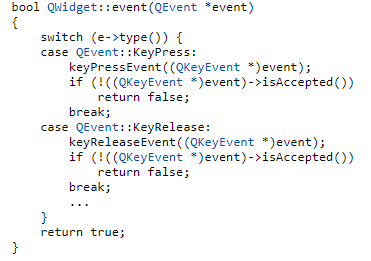 bool QWidget::event(QEvent *event)
{
    switch (e->type()) {
    case QEvent::KeyPress:
        keyPressEvent((QKeyEvent *)event);
        if (!((QKeyEvent *)event)->isAccepted())
            return false;
        break;
    case QEvent::KeyRelease:
        keyReleaseEvent((QKeyEvent *)event);
        if (!((QKeyEvent *)event)->isAccepted())
            return false;
        break;
        ...
    }
    return true;
}